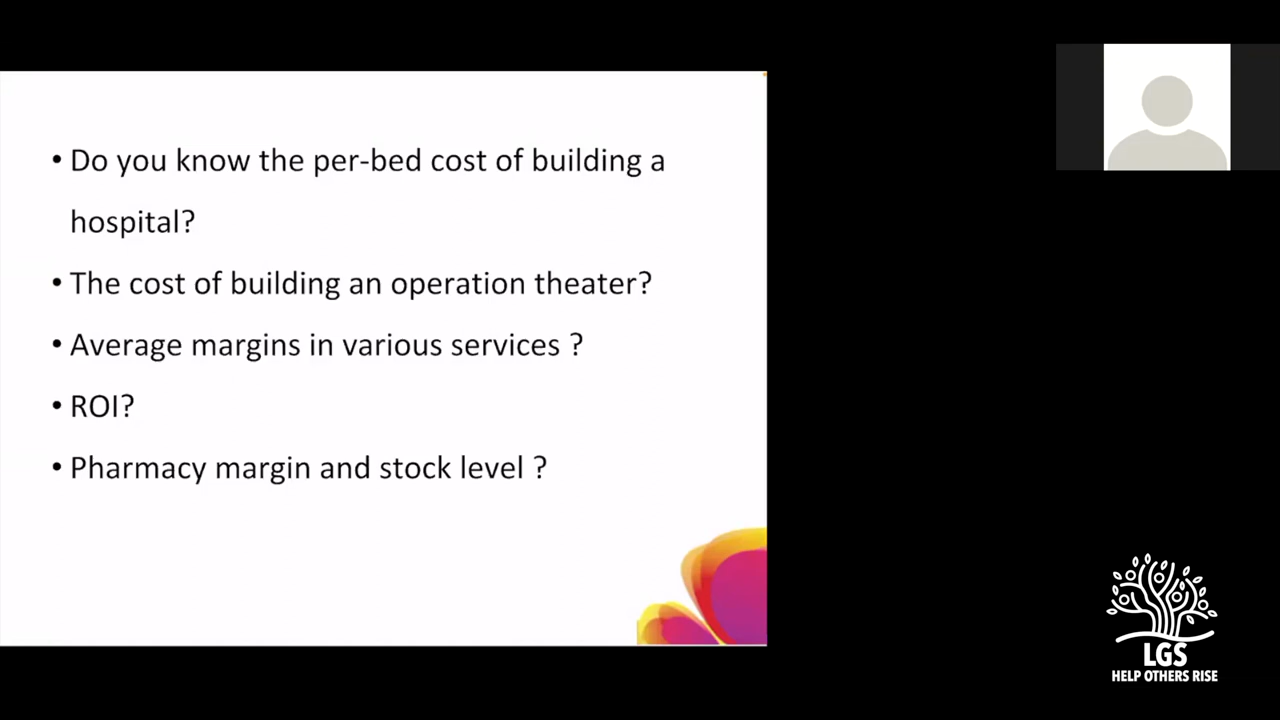 • Do you know the per-bed cost of building a
hospital?
• The cost of building an operation theater?
• Average margins in various services ?
• ROI?
• Pharmacy margin and stock level ?
LGS
HELP OTHERS RISE